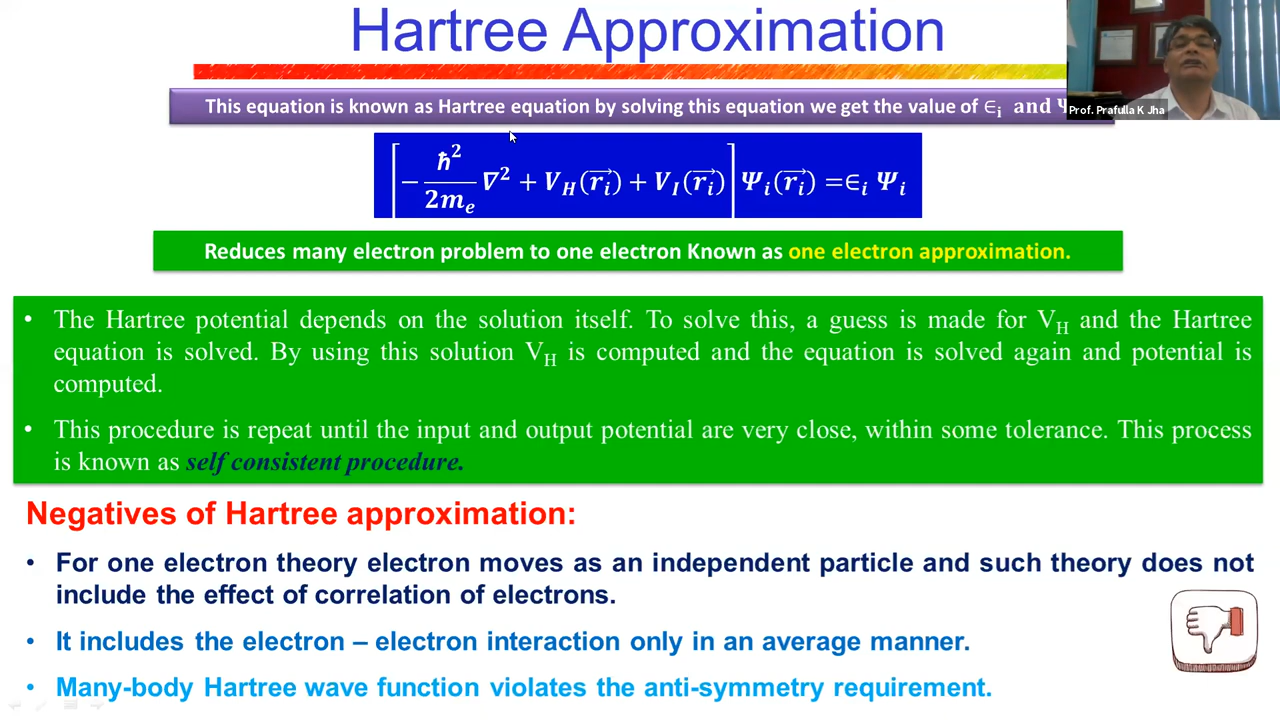 Hartree Approximation
This equation is known as Hartree equation by solving this equation we get the value of ∈ᵢ and Ψ
Prof. Prafulla K Jha
[−ħ²/2mₑ ∇² + V_H(r⃗ᵢ) + V_I(r⃗ᵢ)] Ψᵢ(r⃗ᵢ) =∈ᵢ Ψᵢ
Reduces many electron problem to one electron Known as one electron approximation.
• The Hartree potential depends on the solution itself. To solve this, a guess is made for V_H and the Hartree
equation is solved. By using this solution V_H is computed and the equation is solved again and potential is
computed.
• This procedure is repeat until the input and output potential are very close, within some tolerance. This process
is known as self consistent procedure.
Negatives of Hartree approximation:
• For one electron theory electron moves as an independent particle and such theory does not
include the effect of correlation of electrons.
• It includes the electron – electron interaction only in an average manner.
• Many-body Hartree wave function violates the anti-symmetry requirement.